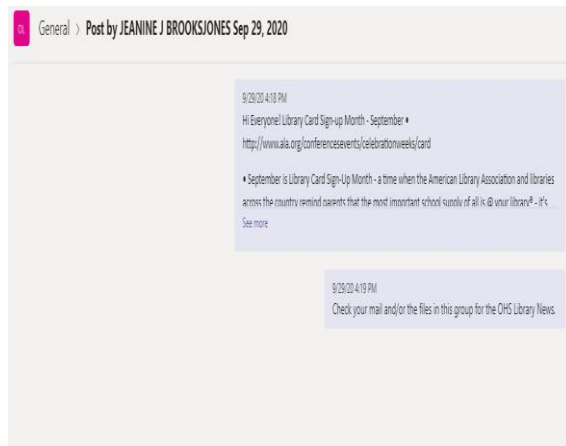 OL General > Post by JEANINE J BROOKSJONES Sep 29, 2020
9/29/20 4:18 PM
Hi Everyone! Library Card Sign-up Month - September •
http://www.ala.org/conferencesevents/celebrationweeks/card
• September is Library Card Sign-Up Month - a time when the American Library Association and libraries
across the country remind parents that the most important school supply of all is @ your library® - it's
See more
9/29/20 4:19 PM
Check your mail and/or the files in this group for the OHS Library News.